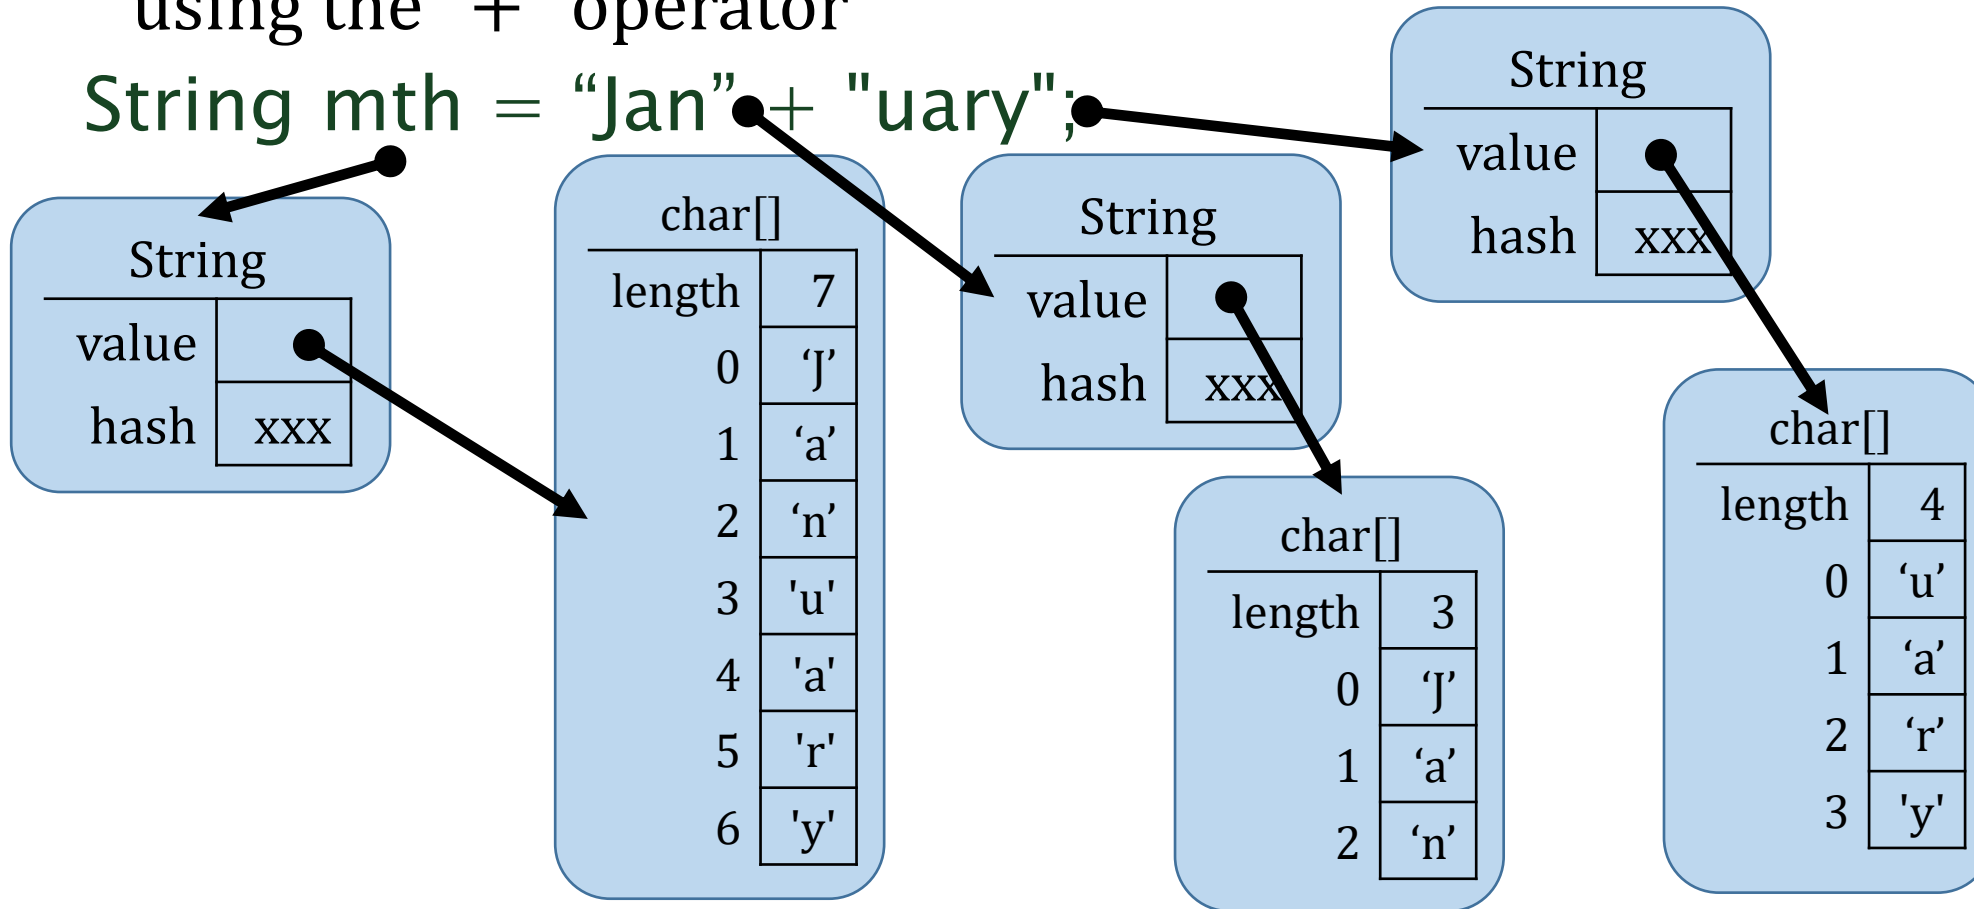 using the "+" operator
String mth = “Jan” + "uary";
String
value
hash xxx
char[]
length 7
0 ‘J’
1 ‘a’
2 ‘n’
3 'u'
4 'a'
5 'r'
6 'y'
String
value
hash xxx
char[]
length 3
0 ‘J’
1 ‘a’
2 ‘n’
String
value
hash xxx
char[]
length 4
0 ‘u’
1 ‘a’
2 ‘r’
3 'y'